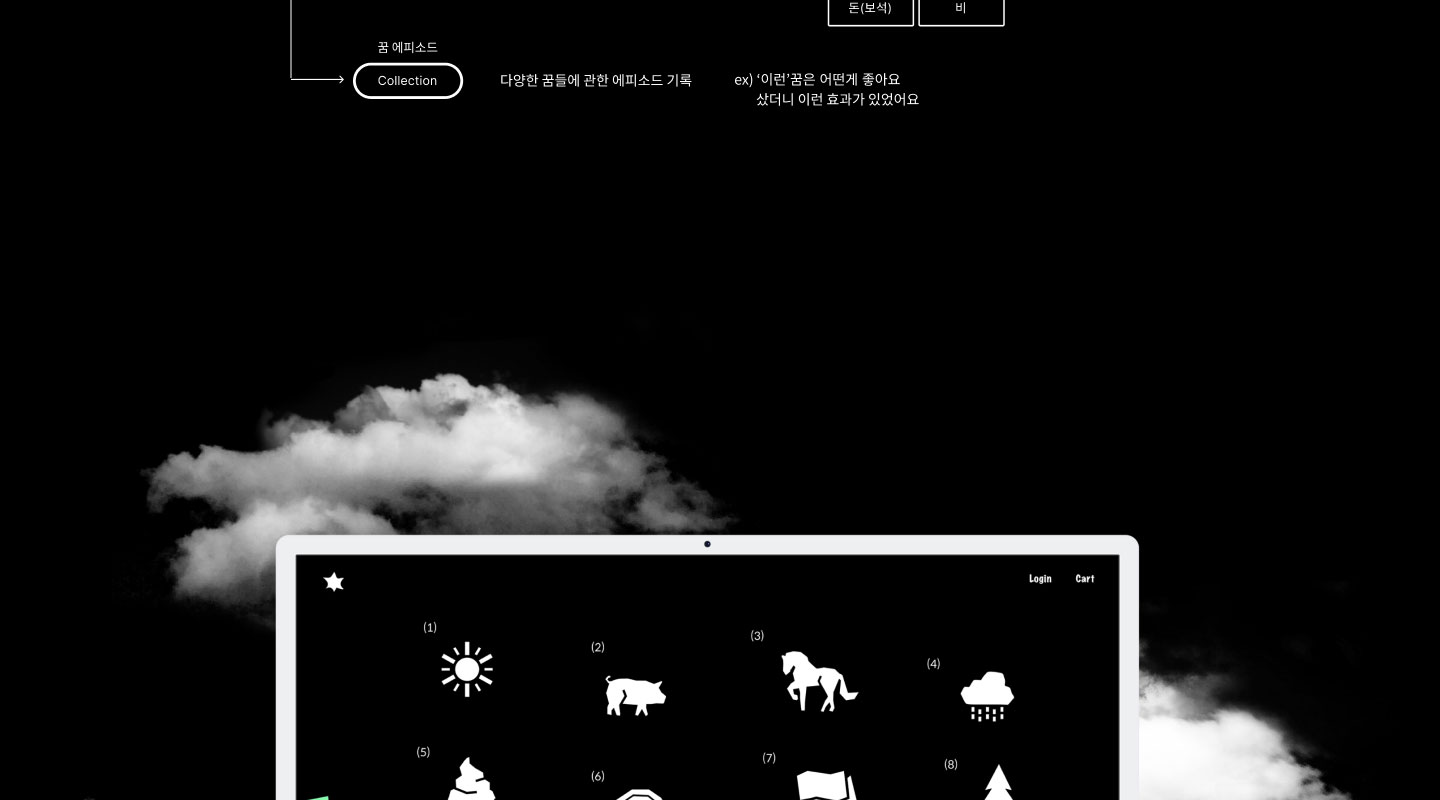 돈(보석)
비
꿈 에피소드
Collection
다양한 꿈들에 관한 에피소드 기록
ex) ‘이런’꿈은 어떤게 좋아요
샀더니 이런 효과가 있었어요
Login
Cart
(1)
(2)
(3)
(4)
(5)
(6)
(7)
(8)